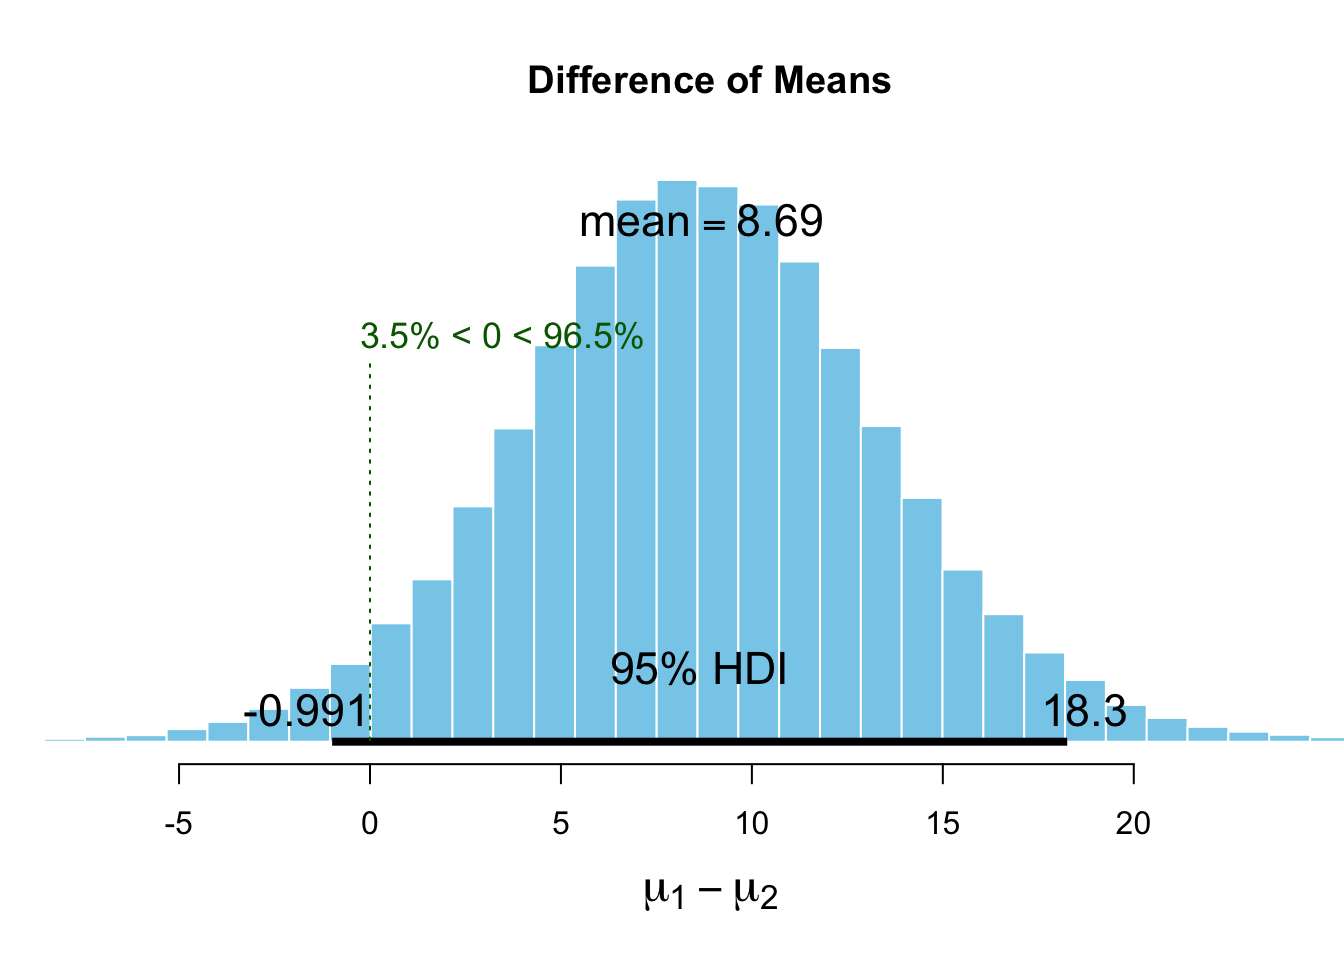 Difference of Means
mean = 8.69
3.5% < 0 < 96.5%
95% HDI
-0.991 18.3
-5 0 5 10 15 20
μ₁ − μ₂